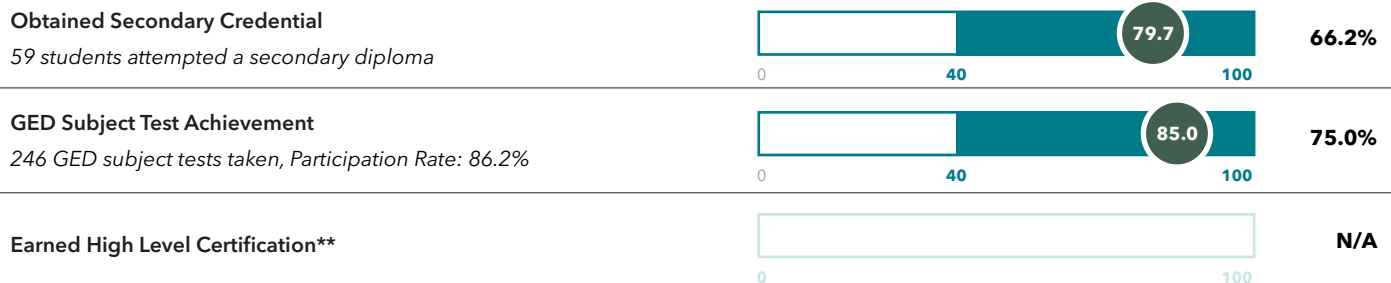 Obtained Secondary Credential
59 students attempted a secondary diploma
79.7
0 40 100
66.2%
GED Subject Test Achievement
246 GED subject tests taken, Participation Rate: 86.2%
85.0
0 40 100
75.0%
Earned High Level Certification**
0 100
N/A